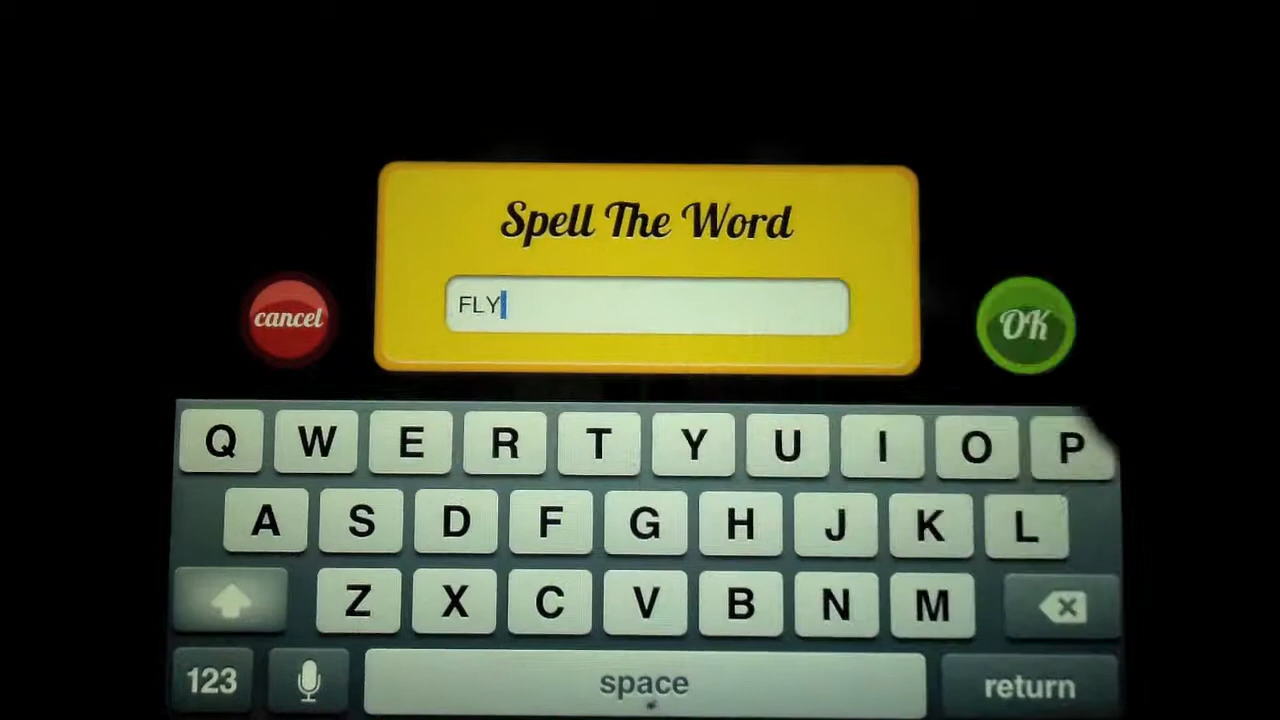 Spell The Word
FLY
cancel
OK
Q W E R T Y U I O P
A S D F G H J K L
Z X C V B N M
123 space return